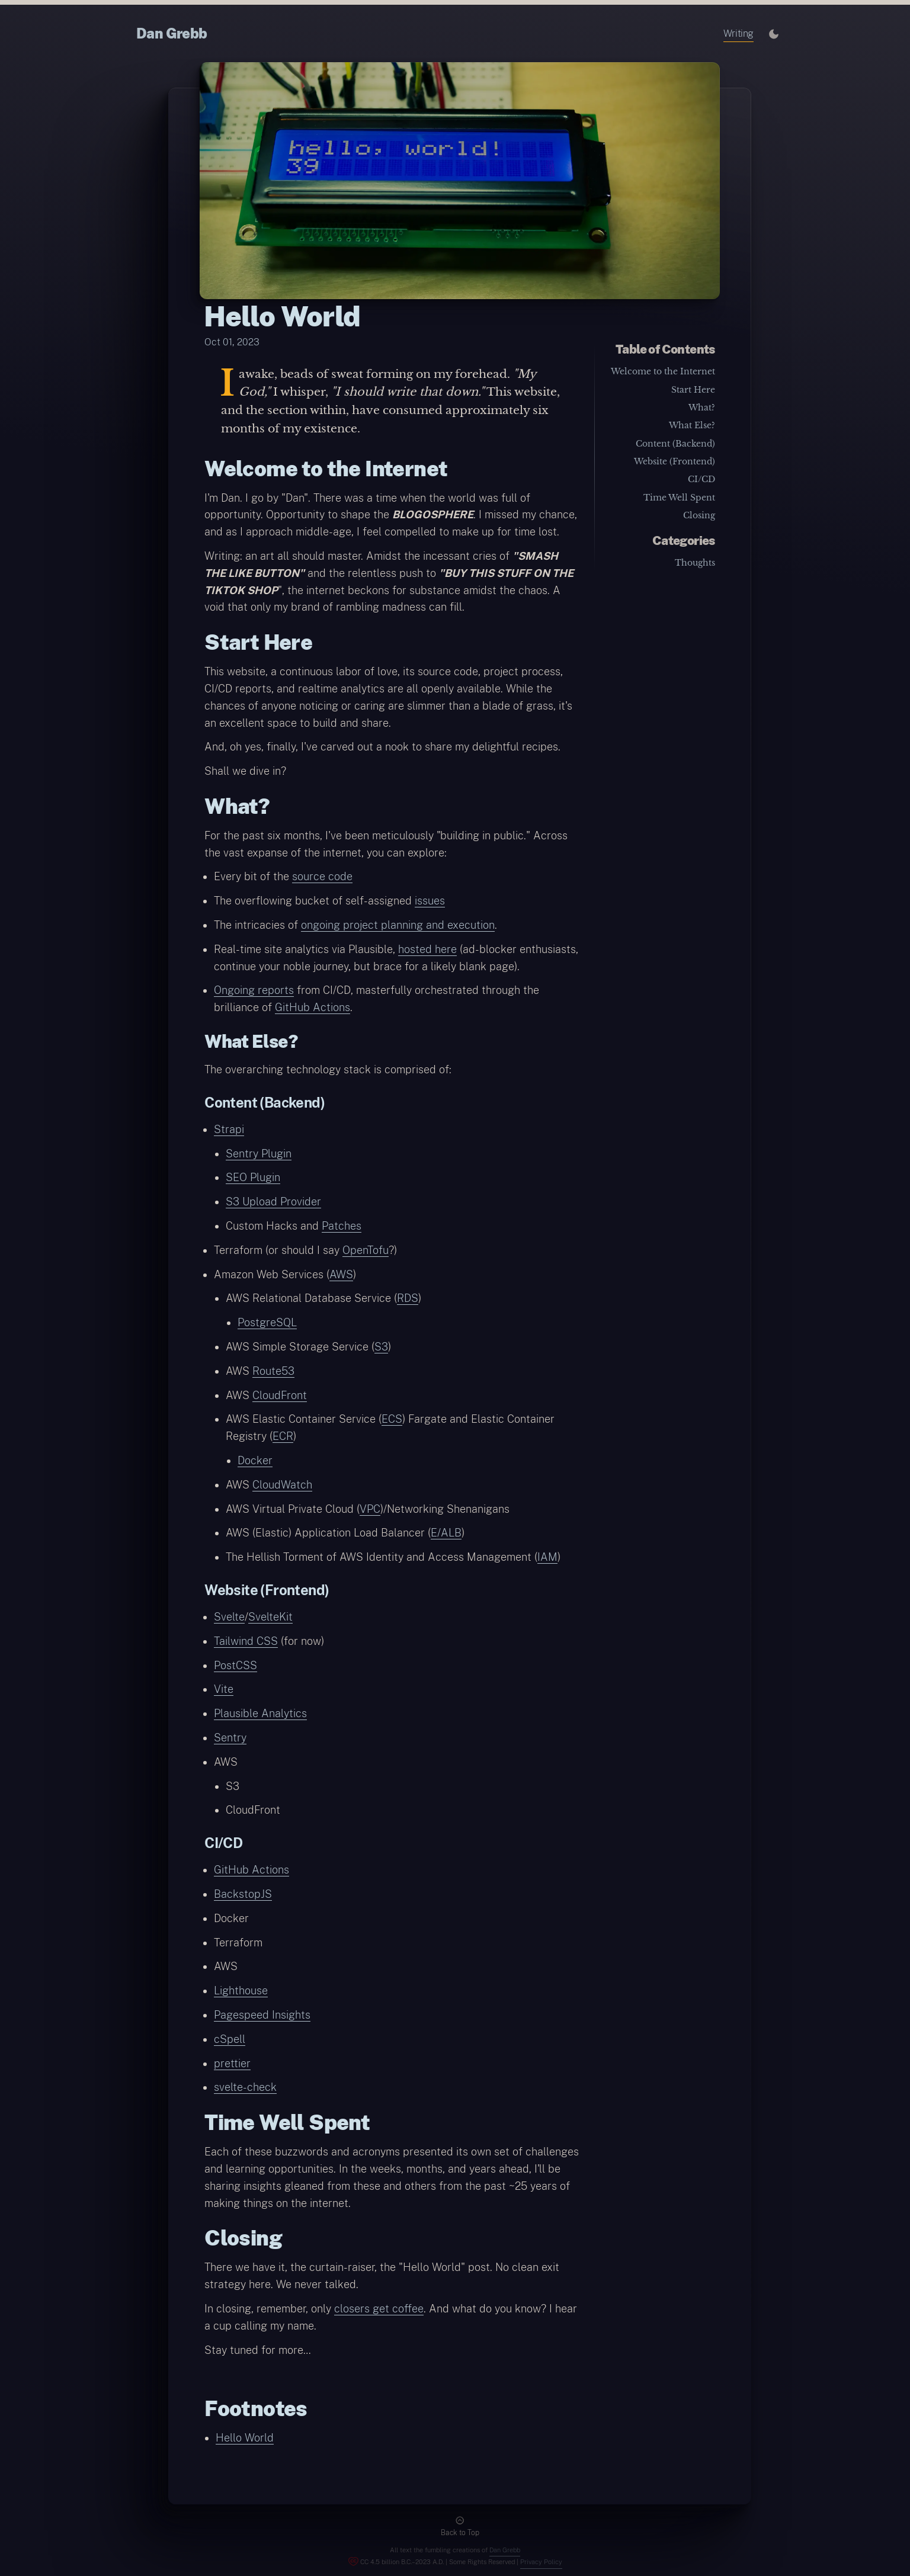 Dan Grebb
Writing
hello, world!
39
Hello World
Oct 01, 2023
I awake, beads of sweat forming on my forehead. "My
God," I whisper, "I should write that down." This website,
and the section within, have consumed approximately six
months of my existence.
Table of Contents
Welcome to the Internet
Start Here
What?
What Else?
Content (Backend)
Website (Frontend)
CI/CD
Time Well Spent
Closing
Categories
Thoughts
Welcome to the Internet
I'm Dan. I go by "Dan". There was a time when the world was full of
opportunity. Opportunity to shape the BLOGOSPHERE. I missed my chance,
and as I approach middle-age, I feel compelled to make up for time lost.
Writing: an art all should master. Amidst the incessant cries of "SMASH
THE LIKE BUTTON" and the relentless push to "BUY THIS STUFF ON THE
TIKTOK SHOP", the internet beckons for substance amidst the chaos. A
void that only my brand of rambling madness can fill.
Start Here
This website, a continuous labor of love, its source code, project process,
CI/CD reports, and realtime analytics are all openly available. While the
chances of anyone noticing or caring are slimmer than a blade of grass, it's
an excellent space to build and share.
And, oh yes, finally, I've carved out a nook to share my delightful recipes.
Shall we dive in?
What?
For the past six months, I've been meticulously "building in public." Across
the vast expanse of the internet, you can explore:
Every bit of the source code
The overflowing bucket of self-assigned issues
The intricacies of ongoing project planning and execution.
Real-time site analytics via Plausible, hosted here (ad-blocker enthusiasts,
continue your noble journey, but brace for a likely blank page).
Ongoing reports from CI/CD, masterfully orchestrated through the
brilliance of GitHub Actions.
What Else?
The overarching technology stack is comprised of:
Content (Backend)
Strapi
Sentry Plugin
SEO Plugin
S3 Upload Provider
Custom Hacks and Patches
Terraform (or should I say OpenTofu?)
Amazon Web Services (AWS)
AWS Relational Database Service (RDS)
PostgreSQL
AWS Simple Storage Service (S3)
AWS Route53
AWS CloudFront
AWS Elastic Container Service (ECS) Fargate and Elastic Container
Registry (ECR)
Docker
AWS CloudWatch
AWS Virtual Private Cloud (VPC)/Networking Shenanigans
AWS (Elastic) Application Load Balancer (E/ALB)
The Hellish Torment of AWS Identity and Access Management (IAM)
Website (Frontend)
Svelte/SvelteKit
Tailwind CSS (for now)
PostCSS
Vite
Plausible Analytics
Sentry
AWS
S3
CloudFront
CI/CD
GitHub Actions
BackstopJS
Docker
Terraform
AWS
Lighthouse
Pagespeed Insights
cSpell
prettier
svelte-check
Time Well Spent
Each of these buzzwords and acronyms presented its own set of challenges
and learning opportunities. In the weeks, months, and years ahead, I'll be
sharing insights gleaned from these and others from the past ~25 years of
making things on the internet.
Closing
There we have it, the curtain-raiser, the "Hello World" post. No clean exit
strategy here. We never talked.
In closing, remember, only closers get coffee. And what do you know? I hear
a cup calling my name.
Stay tuned for more...
Footnotes
Hello World
Back to Top
All text the fumbling creations of Dan Grebb
CC 4.5 billion B.C.-2023 A.D. | Some Rights Reserved | Privacy Policy